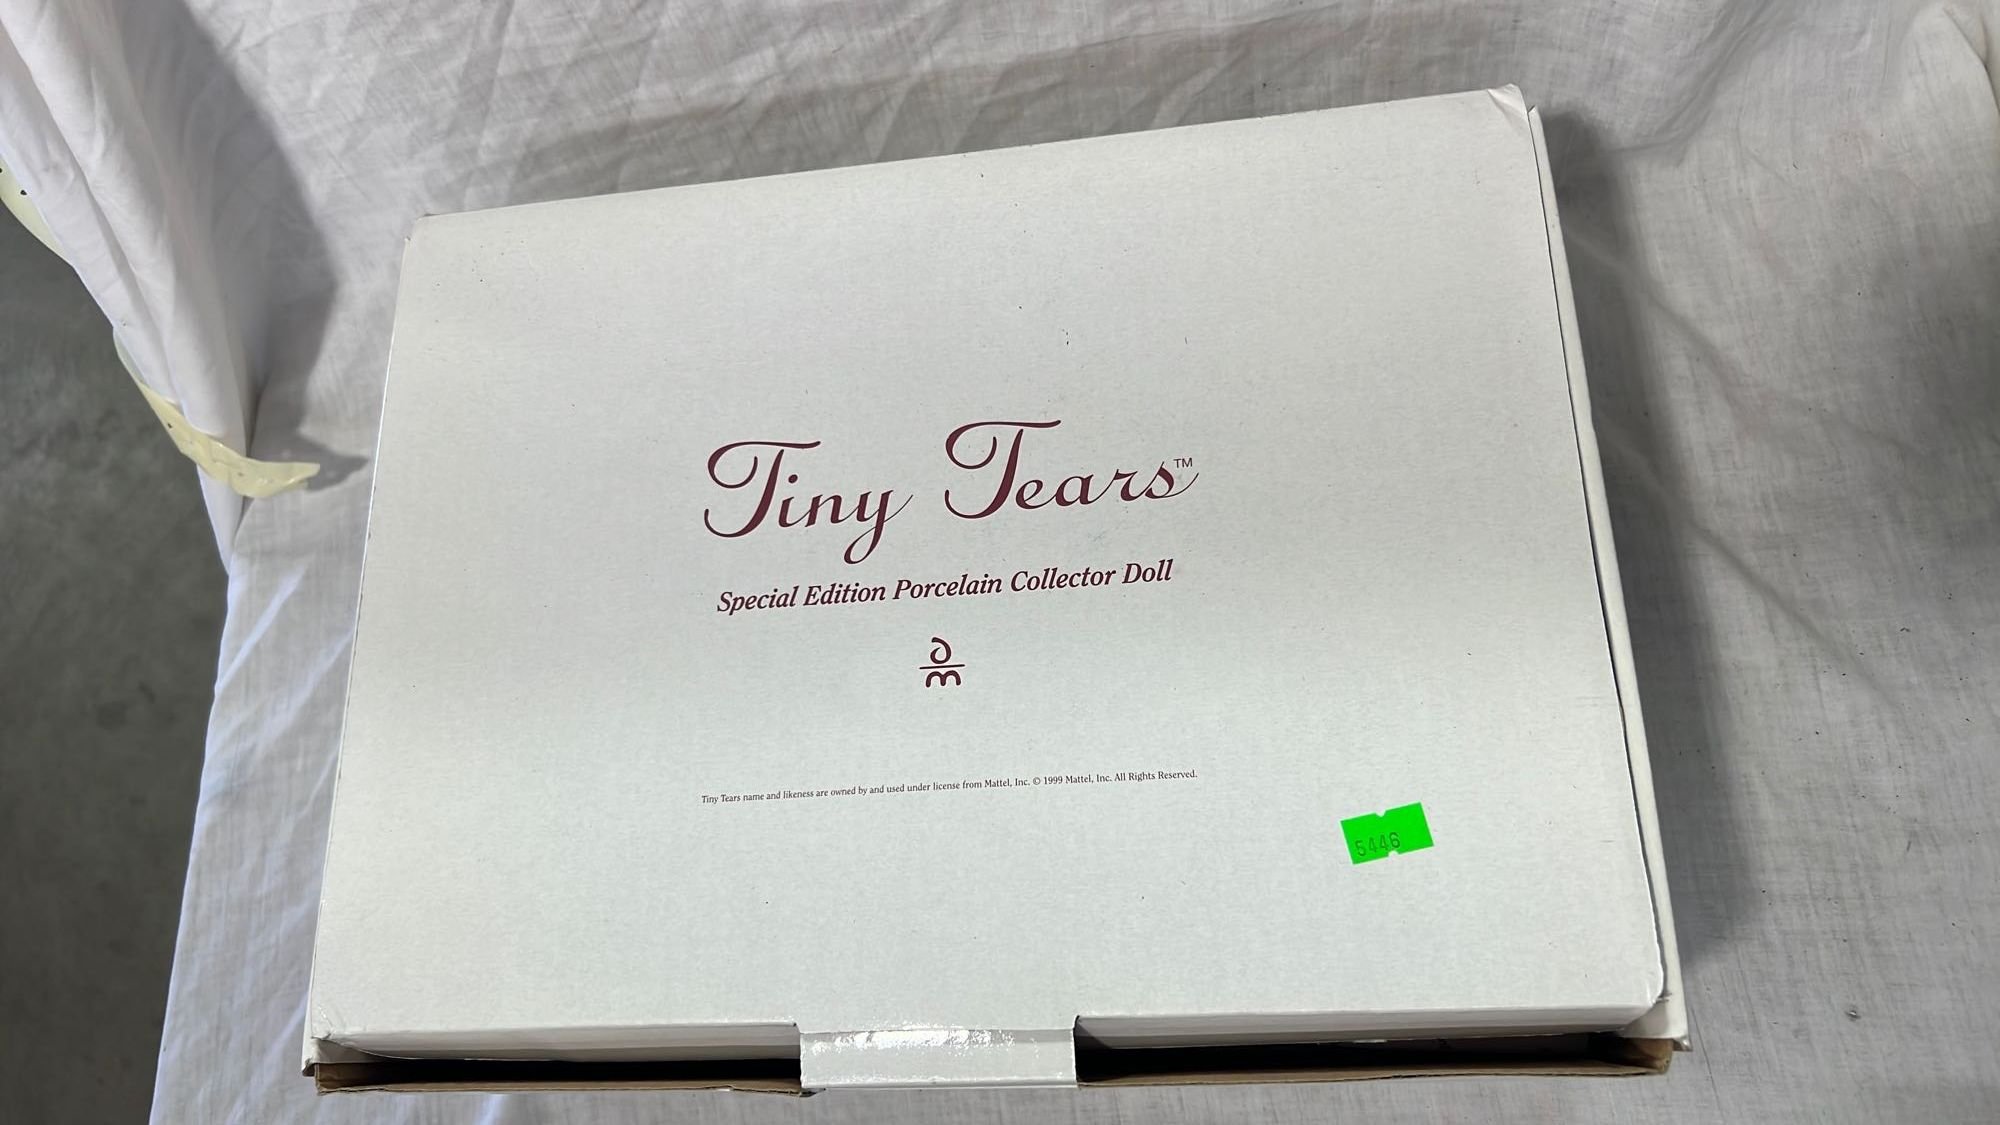 Tiny Tears™
Special Edition Porcelain Collector Doll
am
Tiny Tears name and likeness are owned by and used under license from Mattel, Inc. © 1999 Mattel, Inc. All Rights Reserved.
5446